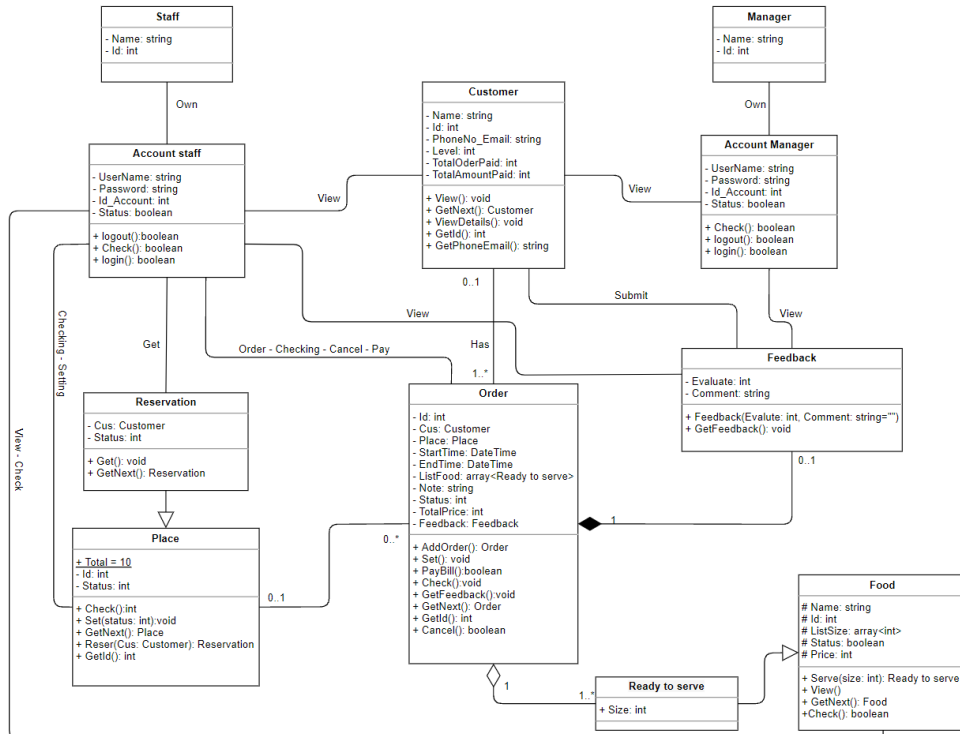 Staff
- Name: string
- Id: int
Manager
- Name: string
- Id: int
Own
Own
Customer
- Name: string
- Id: int
- PhoneNo_Email: string
- Level: int
- TotalOderPaid: int
- TotalAmountPaid: int
+ View(): void
+ GetNext(): Customer
+ ViewDetails(): void
+ GetId(): int
+ GetPhoneEmail(): string
Account staff
- UserName: string
- Password: string
- Id_Account: int
- Status: boolean
+ logout():boolean
+ Check(): boolean
+ login(): boolean
Account Manager
- UserName: string
- Password: string
- Id_Account: int
- Status: boolean
+ Check(): boolean
+ logout(): boolean
+ login(): boolean
View
View
0..1
Submit
View
View
Checking - Setting
Get
Order - Checking - Cancel - Pay
Has
1..*
Feedback
- Evaluate: int
- Comment: string
+ Feedback(Evalute: int, Comment: string="")
+ GetFeedback(): void
0..1
Reservation
- Cus: Customer
- Status: int
+ Get(): void
+ GetNext(): Reservation
View - Check
Order
- Id: int
- Cus: Customer
- Place: Place
- StartTime: DateTime
- EndTime: DateTime
- ListFood: array<Ready to serve>
- Note: string
- Status: int
- TotalPrice: int
- Feedback: Feedback
+ AddOrder(): Order
+ Set(): void
+ PayBill():boolean
+ Check():void
+ GetFeedback():void
+ GetNext(): Order
+ GetId(): int
+ Cancel(): boolean
1
0..*
Place
+ Total = 10
- Id: int
- Status: int
+ Check():int
+ Set(status: int):void
+ GetNext(): Place
+ Reser(Cus: Customer): Reservation
+ GetId(): int
0..1
Food
# Name: string
# Id: int
# ListSize: array<int>
# Status: boolean
# Price: int
+ Serve(size: int): Ready to serve
+ View()
+ GetNext(): Food
+Check(): boolean
1
1..*
Ready to serve
+ Size: int